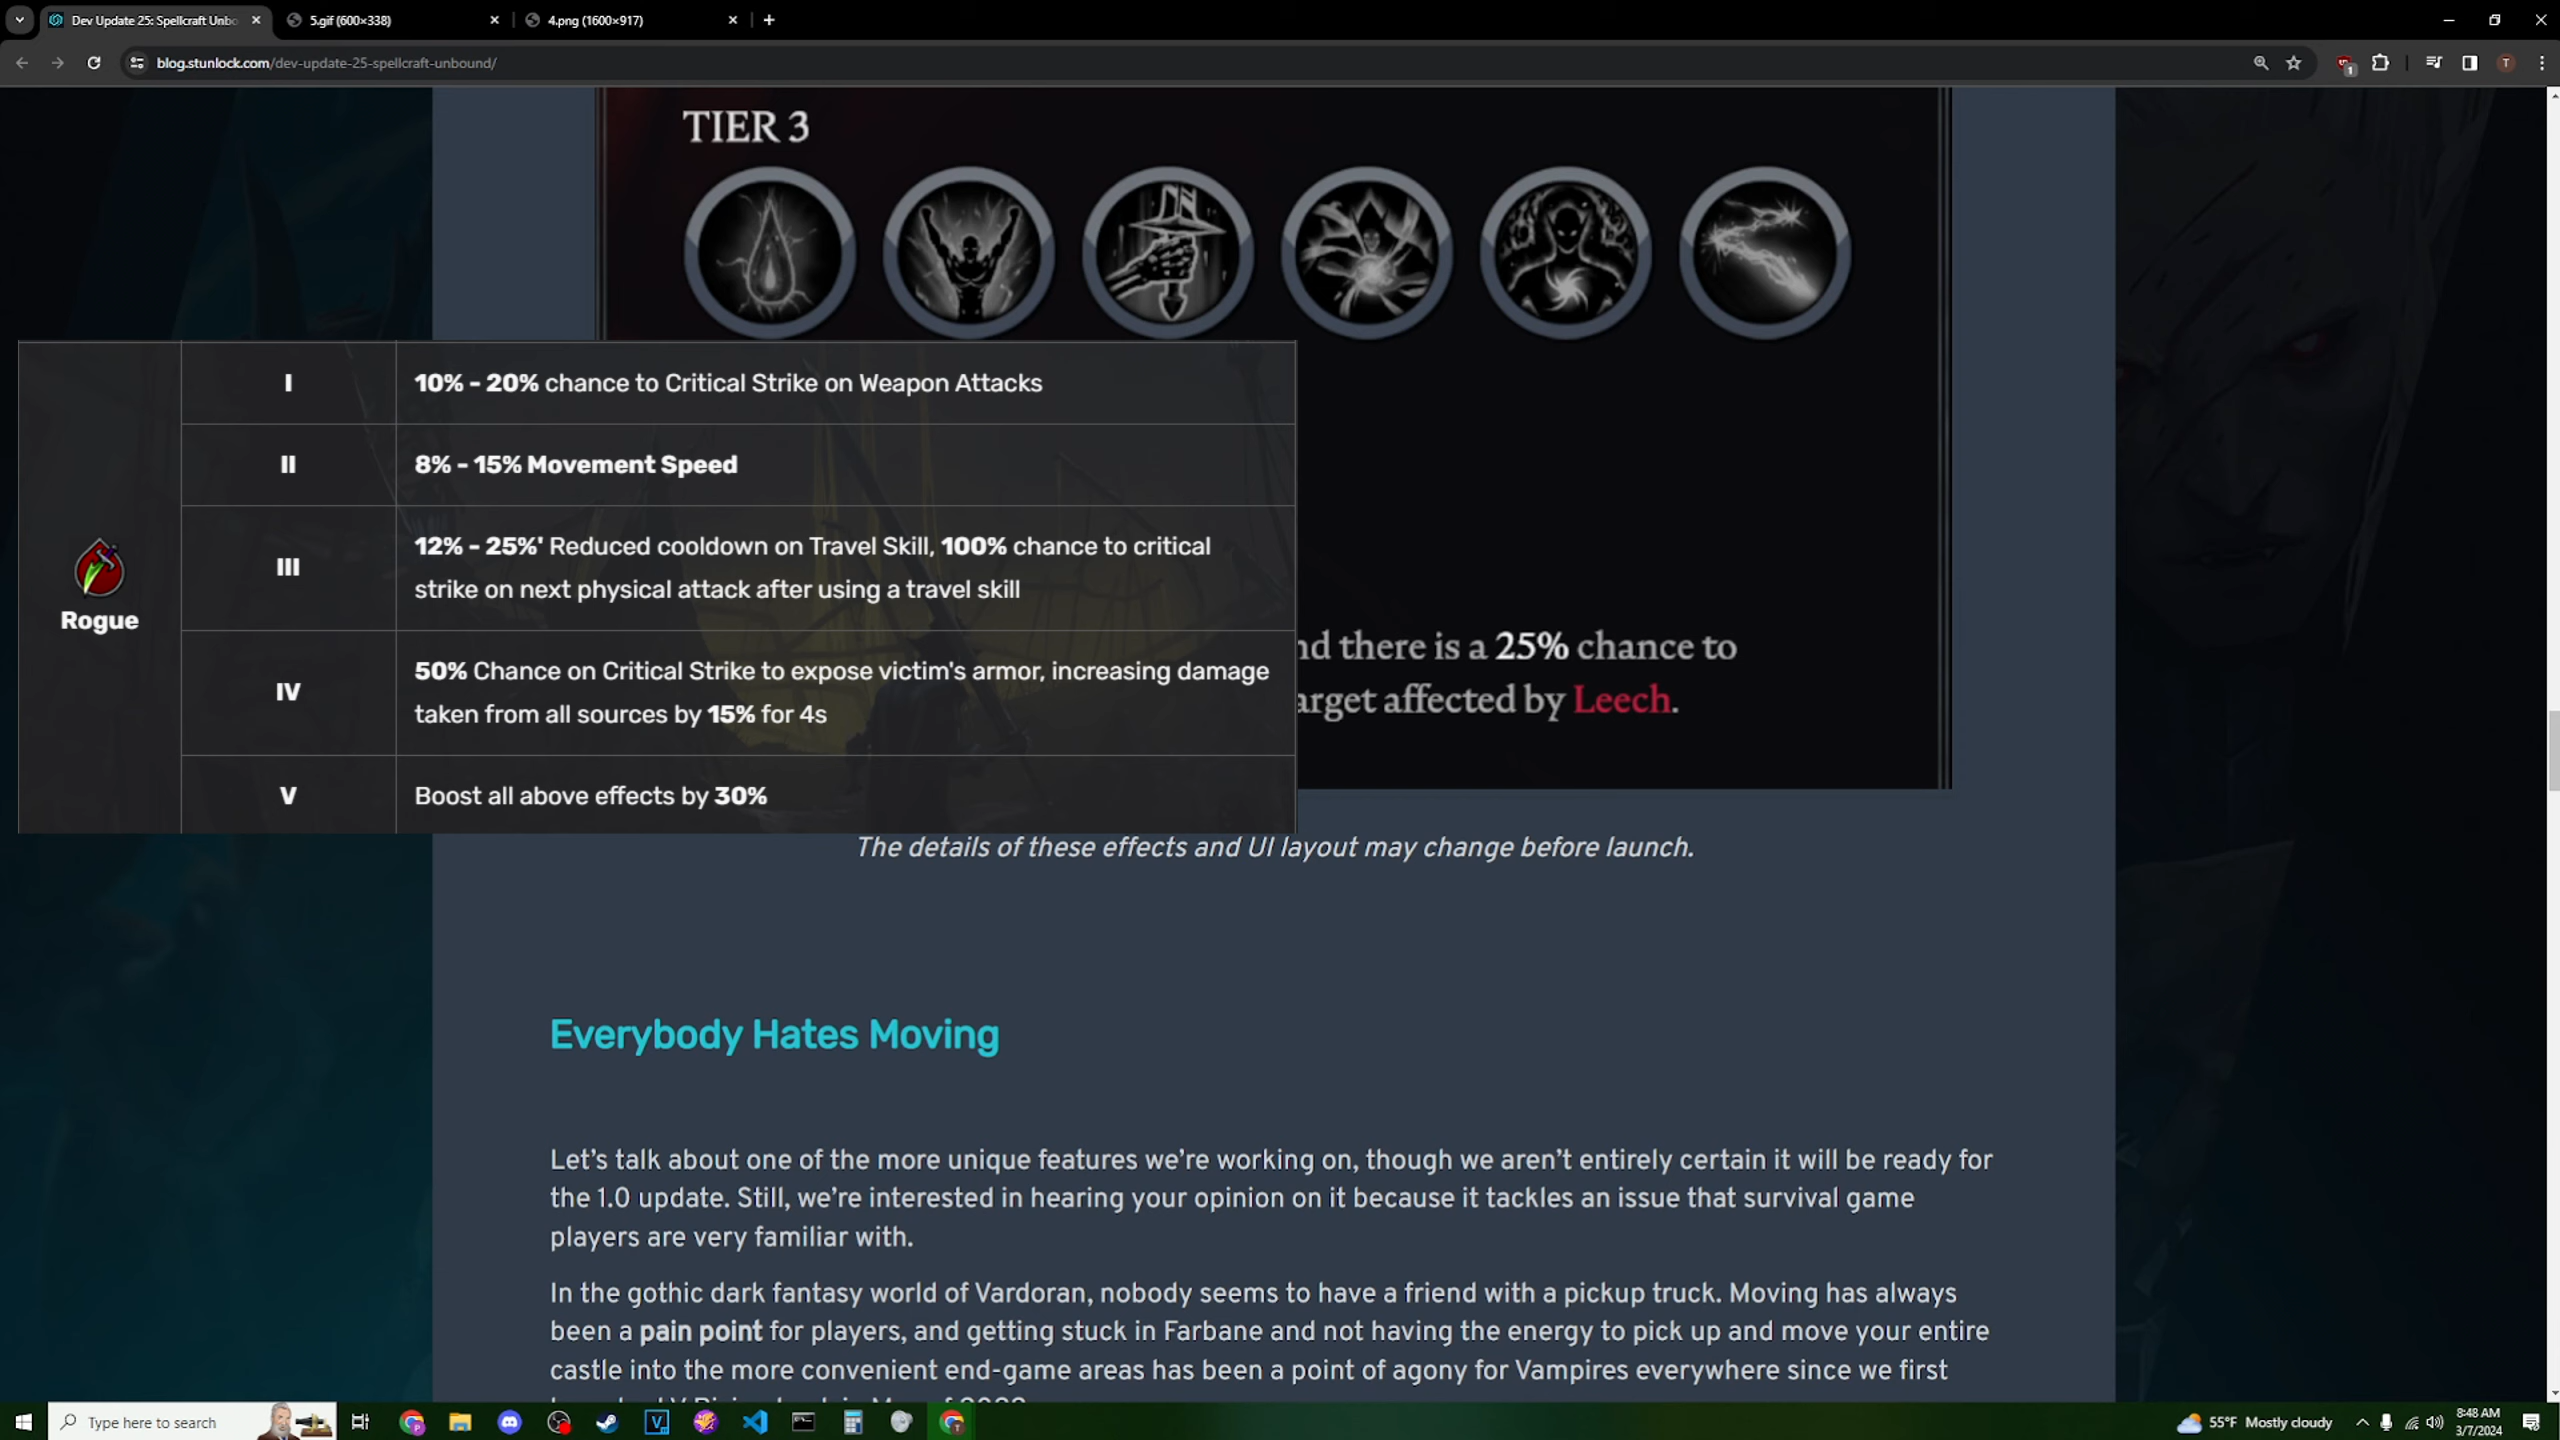 Dev Update 25: Spellcraft Unbo
5.gif (600×338)
4.png (1600×917)
blog.stunlock.com/dev-update-25-spellcraft-unbound/
1
T
TIER 3
I
10% - 20% chance to Critical Strike on Weapon Attacks
II
8% - 15% Movement Speed
III
12% - 25%' Reduced cooldown on Travel Skill, 100% chance to critical
strike on next physical attack after using a travel skill
Rogue
IV
50% Chance on Critical Strike to expose victim's armor, increasing damage
taken from all sources by 15% for 4s
V
Boost all above effects by 30%
nd there is a 25% chance to
arget affected by Leech.
The details of these effects and UI layout may change before launch.
Everybody Hates Moving
Let's talk about one of the more unique features we're working on, though we aren't entirely certain it will be ready for
the 1.0 update. Still, we're interested in hearing your opinion on it because it tackles an issue that survival game
players are very familiar with.
In the gothic dark fantasy world of Vardoran, nobody seems to have a friend with a pickup truck. Moving has always
been a pain point for players, and getting stuck in Farbane and not having the energy to pick up and move your entire
castle into the more convenient end-game areas has been a point of agony for Vampires everywhere since we first
Type here to search
55°F Mostly cloudy
8:48 AM
3/7/2024